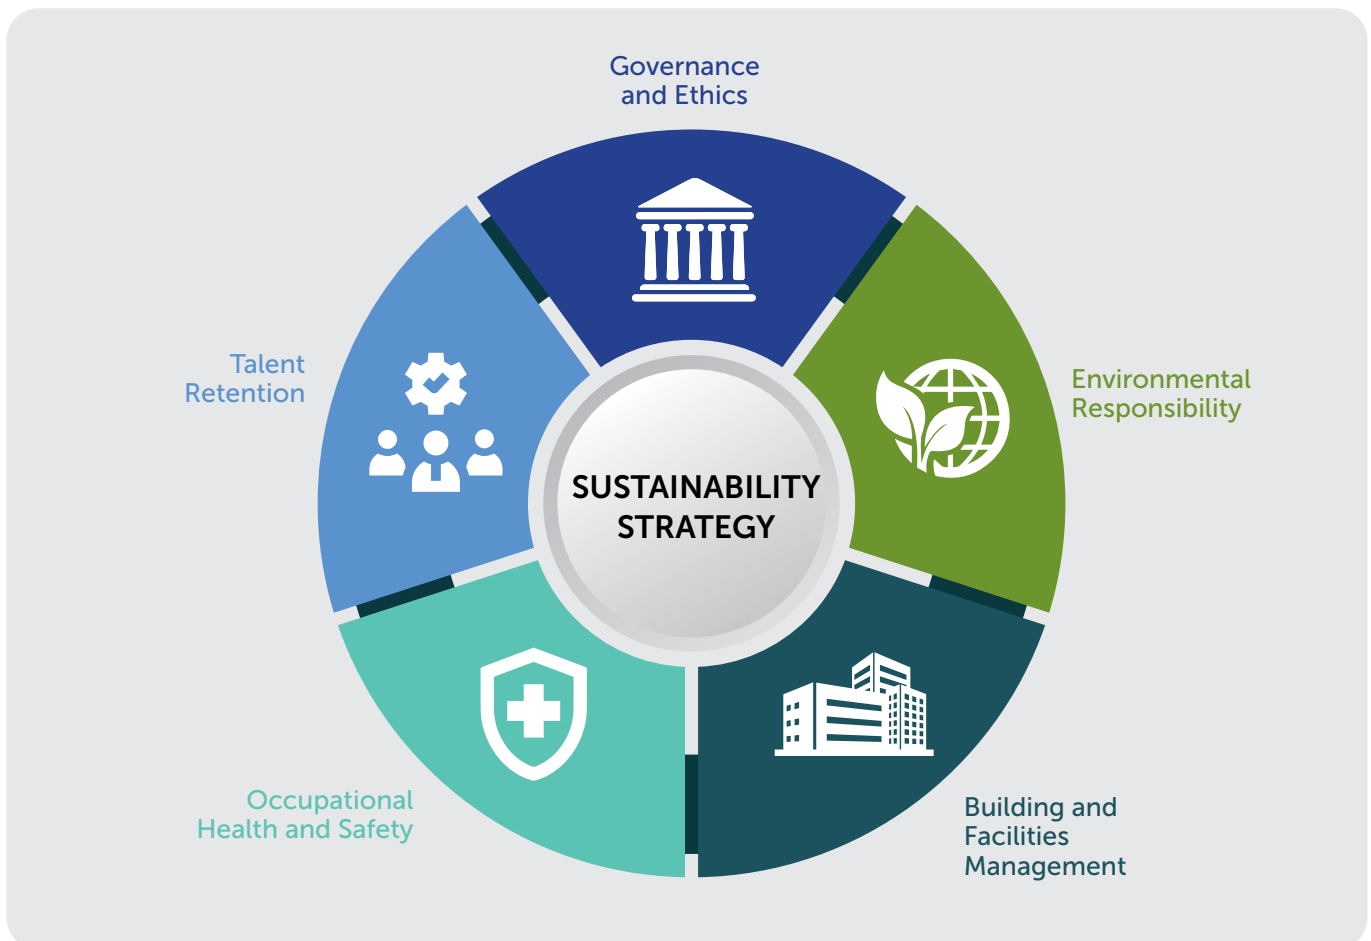 Governance
and Ethics
Talent
Retention
Environmental
Responsibility
SUSTAINABILITY
STRATEGY
Occupational
Health and Safety
Building and
Facilities
Management